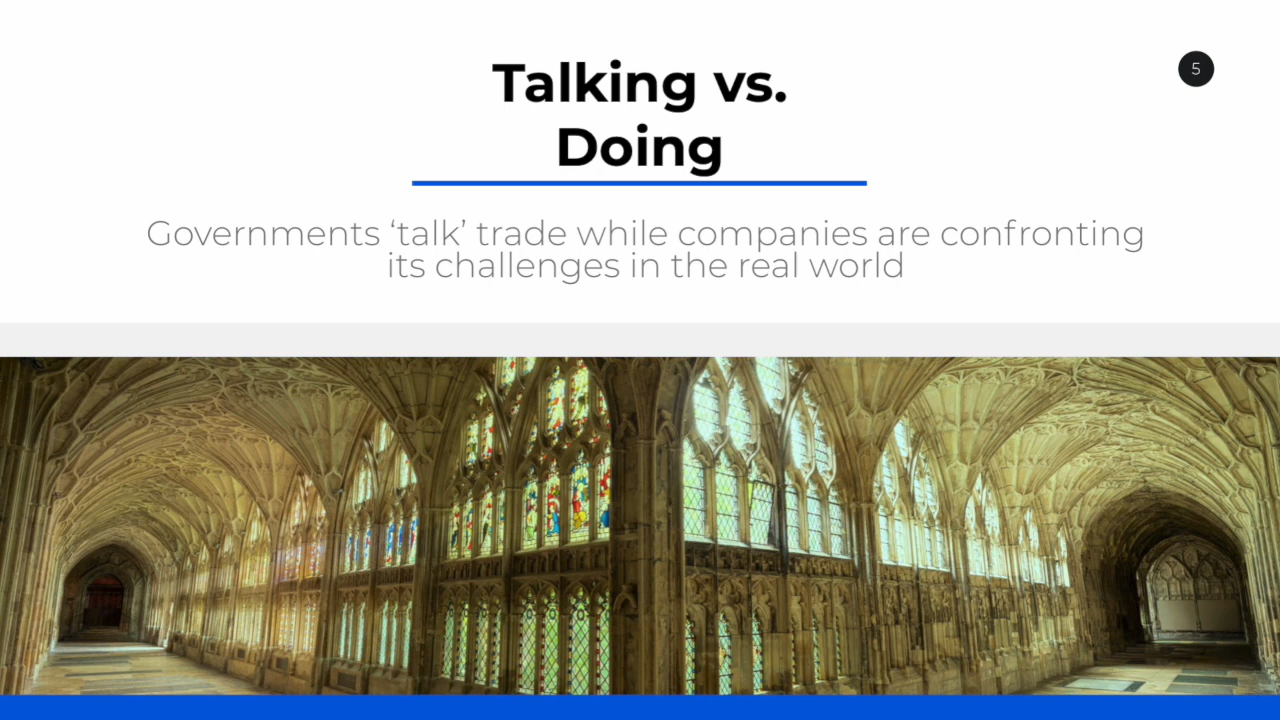 Talking vs.
Doing
5
Governments ‘talk’ trade while companies are confronting
its challenges in the real world